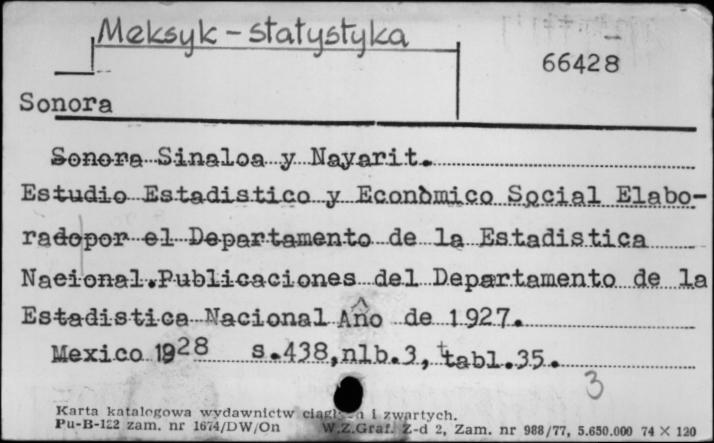 Meksyk - statystyka
66428
Sonora
Sonora Sinaloa y Nayarit.
Estudio Estadistico y Econòmico Social Elabo-
radopor el Departamento de la Estadistica
Nacional.Publicaciones del Departamento de la
Estadistica Nacional Año de 1927.
Mexico 1928 s.438,nlb.3, tabl.35.
3
Karta katalogowa wydawnictw ciągłych i zwartych.
Pu-B-122 zam. nr 1674/DW/On W.Z.Graf. Z-d 2, Zam. nr 988/77, 5.650.000 74 X 120